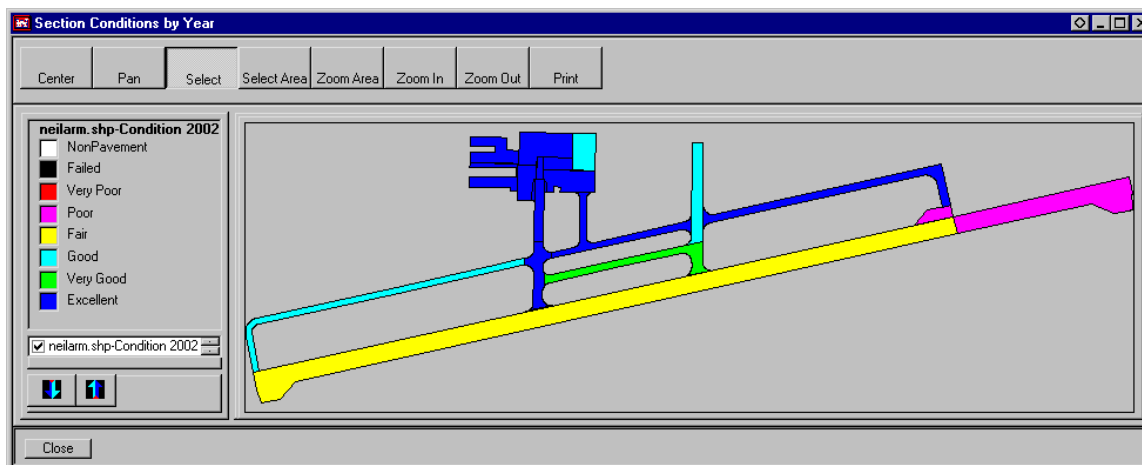 Section Conditions by Year
Center Pan Select Select Area Zoom Area Zoom In Zoom Out Print
neilarm.shp-Condition 2002
NonPavement
Failed
Very Poor
Poor
Fair
Good
Very Good
Excellent
neilarm.shp-Condition 2002
Close